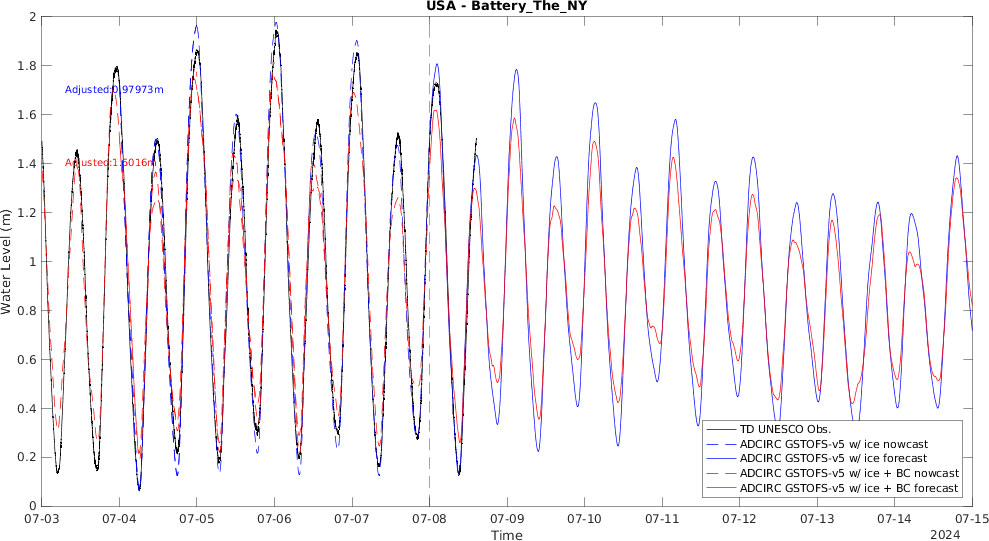 USA - Battery_The_NY
2
1.8
Adjusted:0.97973m
1.6
1.4
Adjusted:1.5016m
1.2
Water Level (m)
1
0.8
0.6
0.4
TD UNESCO Obs.
ADCIRC GSTOFS-v5 w/ ice nowcast
0.2
ADCIRC GSTOFS-v5 w/ ice forecast
ADCIRC GSTOFS-v5 w/ ice + BC nowcast
ADCIRC GSTOFS-v5 w/ ice + BC forecast
0
07-03 07-04 07-05 07-06 07-07 07-08 07-09 07-10 07-11 07-12 07-13 07-14 07-15
Time
2024